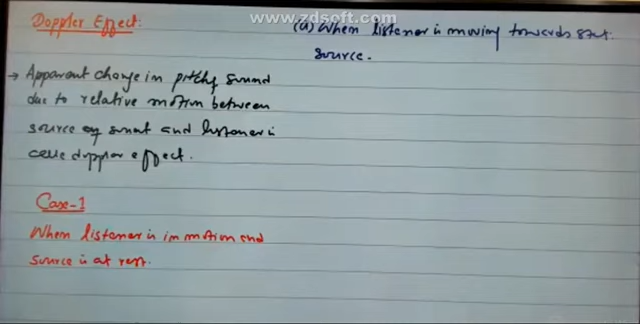 Doppler Effect:
→ Apparent change in pitch of sound
due to relative motion between
source of sound and listener is
called doppler effect.
Case-1
When listener is in motion and
source is at rest.
www.zdsoft.com
(a) When listener is moving towards stat.
source.